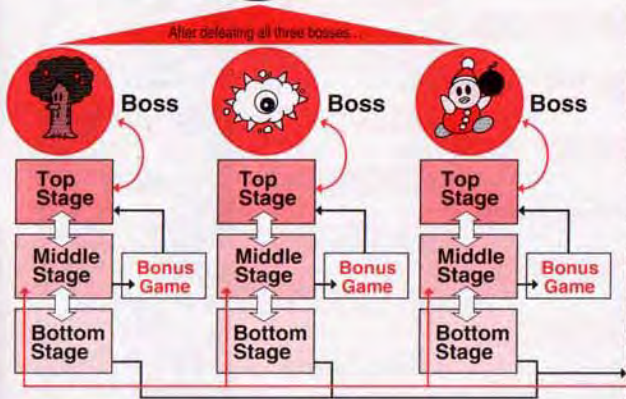 After defeating all three bosses...
Boss
Boss
Boss
Top
Stage
Top
Stage
Top
Stage
Middle
Stage
Bonus
Game
Middle
Stage
Bonus
Game
Middle
Stage
Bonus
Game
Bottom
Stage
Bottom
Stage
Bottom
Stage